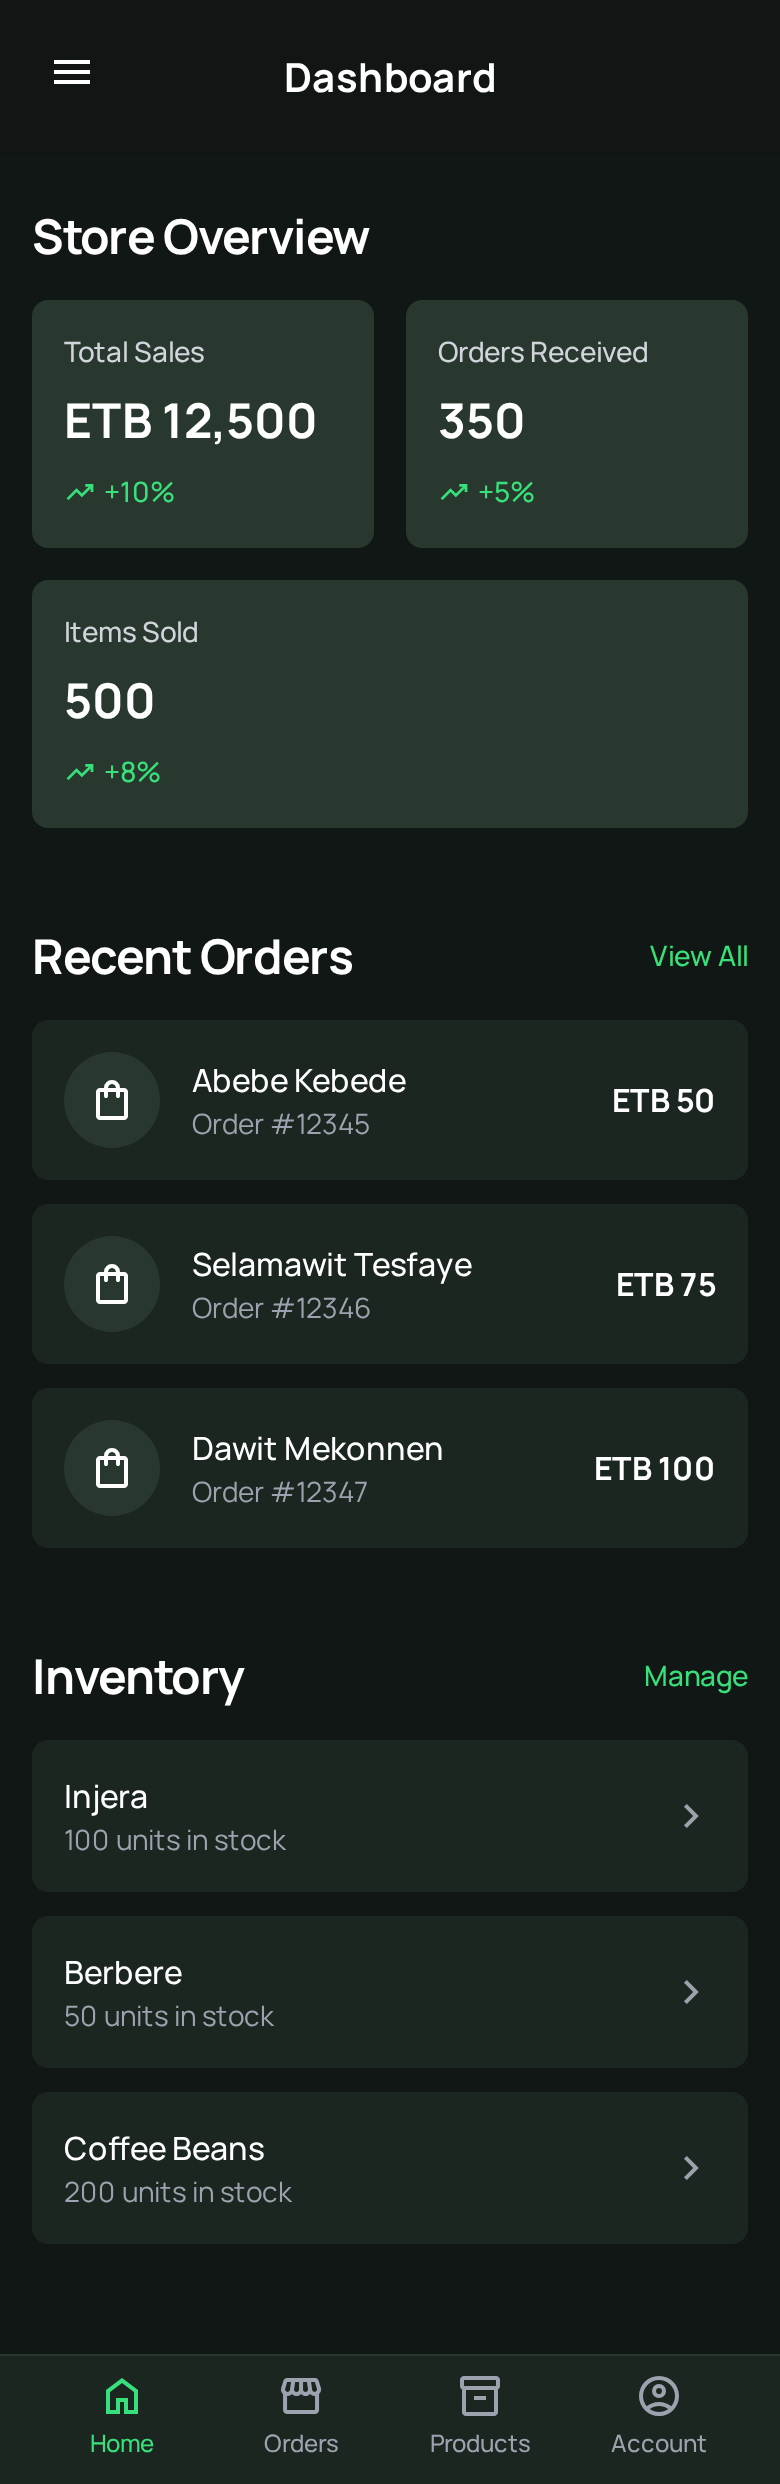 Dashboard
Store Overview
Total Sales
ETB 12,500
+10%
Orders Received
350
+5%
Items Sold
500
+8%
Recent Orders
View All
Abebe Kebede
Order #12345
ETB 50
Selamawit Tesfaye
Order #12346
ETB 75
Dawit Mekonnen
Order #12347
ETB 100
Inventory
Manage
Injera
100 units in stock
Berbere
50 units in stock
Coffee Beans
200 units in stock
Home
Orders
Products
Account